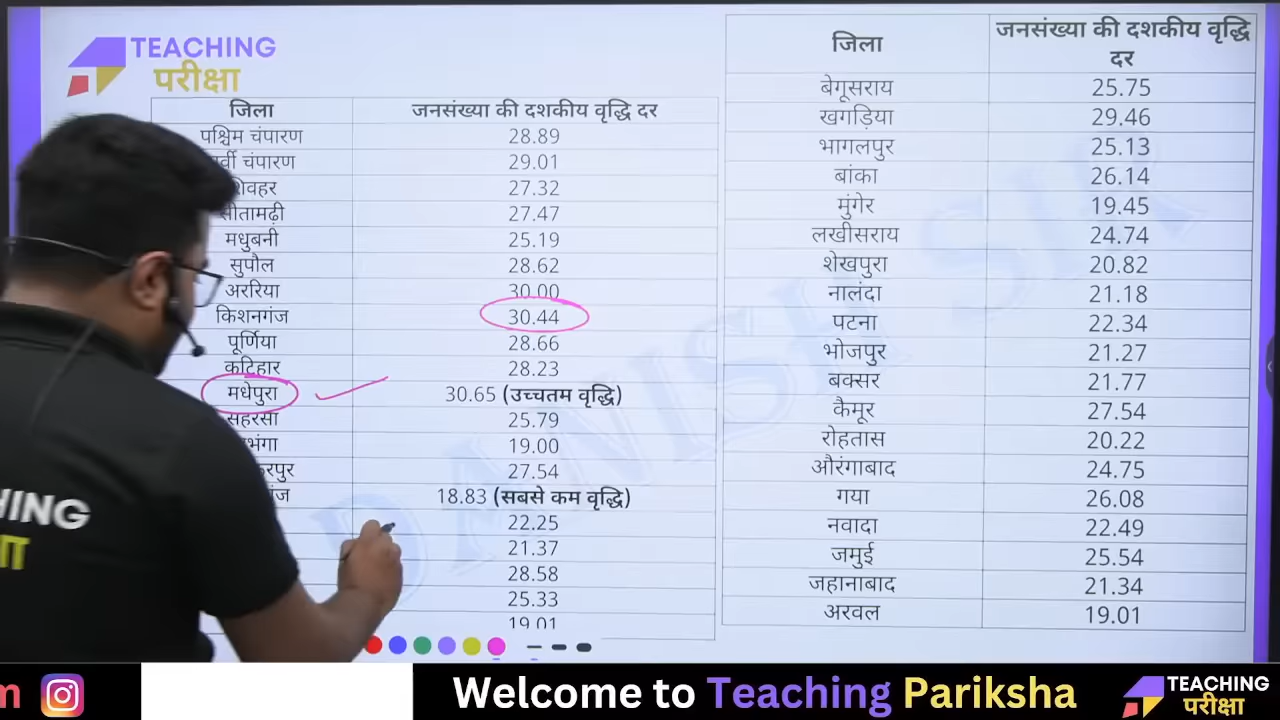 TEACHING
परीक्षा
जिला जनसंख्या की दशकीय वृद्धि दर
पश्चिम चंपारण 28.89
चंपारण 29.01
27.32
सीतामढ़ी 27.47
मधुबनी 25.19
सुपौल 28.62
अररिया 30.00
किशनगंज 30.44
पूर्णिया 28.66
कटिहार 28.23
मधेपुरा 30.65 (उच्चतम वृद्धि)
सहरसा 25.79
19.00
27.54
18.83 (सबसे कम वृद्धि)
22.25
21.37
28.58
25.33
19.01
जिला जनसंख्या की दशकीय वृद्धि
दर
बेगूसराय 25.75
खगड़िया 29.46
भागलपुर 25.13
बांका 26.14
मुंगेर 19.45
लखीसराय 24.74
शेखपुरा 20.82
नालंदा 21.18
पटना 22.34
भोजपुर 21.27
बक्सर 21.77
कैमूर 27.54
रोहतास 20.22
औरंगाबाद 24.75
गया 26.08
नवादा 22.49
जमुई 25.54
जहानाबाद 21.34
अरवल 19.01
DANISH SIR
Welcome to Teaching Pariksha
TEACHING
परीक्षा